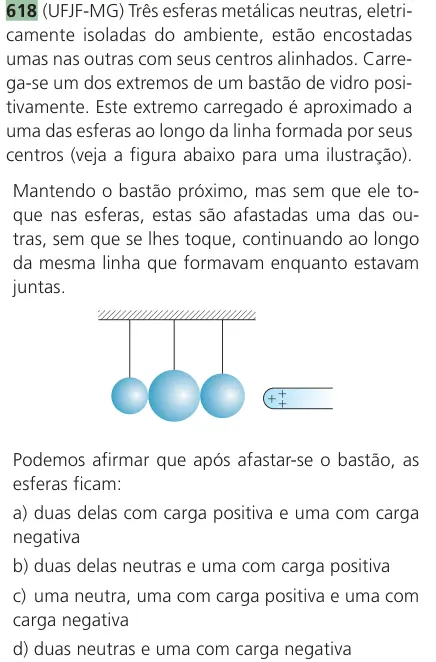 618 (UFJF-MG) Três esferas metálicas neutras, eletri-
camente isoladas do ambiente, estão encostadas
umas nas outras com seus centros alinhados. Carre-
ga-se um dos extremos de um bastão de vidro posi-
tivamente. Este extremo carregado é aproximado a
uma das esferas ao longo da linha formada por seus
centros (veja a figura abaixo para uma ilustração).
Mantendo o bastão próximo, mas sem que ele to-
que nas esferas, estas são afastadas uma das ou-
tras, sem que se lhes toque, continuando ao longo
da mesma linha que formavam enquanto estavam
juntas.
+ +
+
Podemos afirmar que após afastar-se o bastão, as
esferas ficam:
a) duas delas com carga positiva e uma com carga
negativa
b) duas delas neutras e uma com carga positiva
c) uma neutra, uma com carga positiva e uma com
carga negativa
d) duas neutras e uma com carga negativa